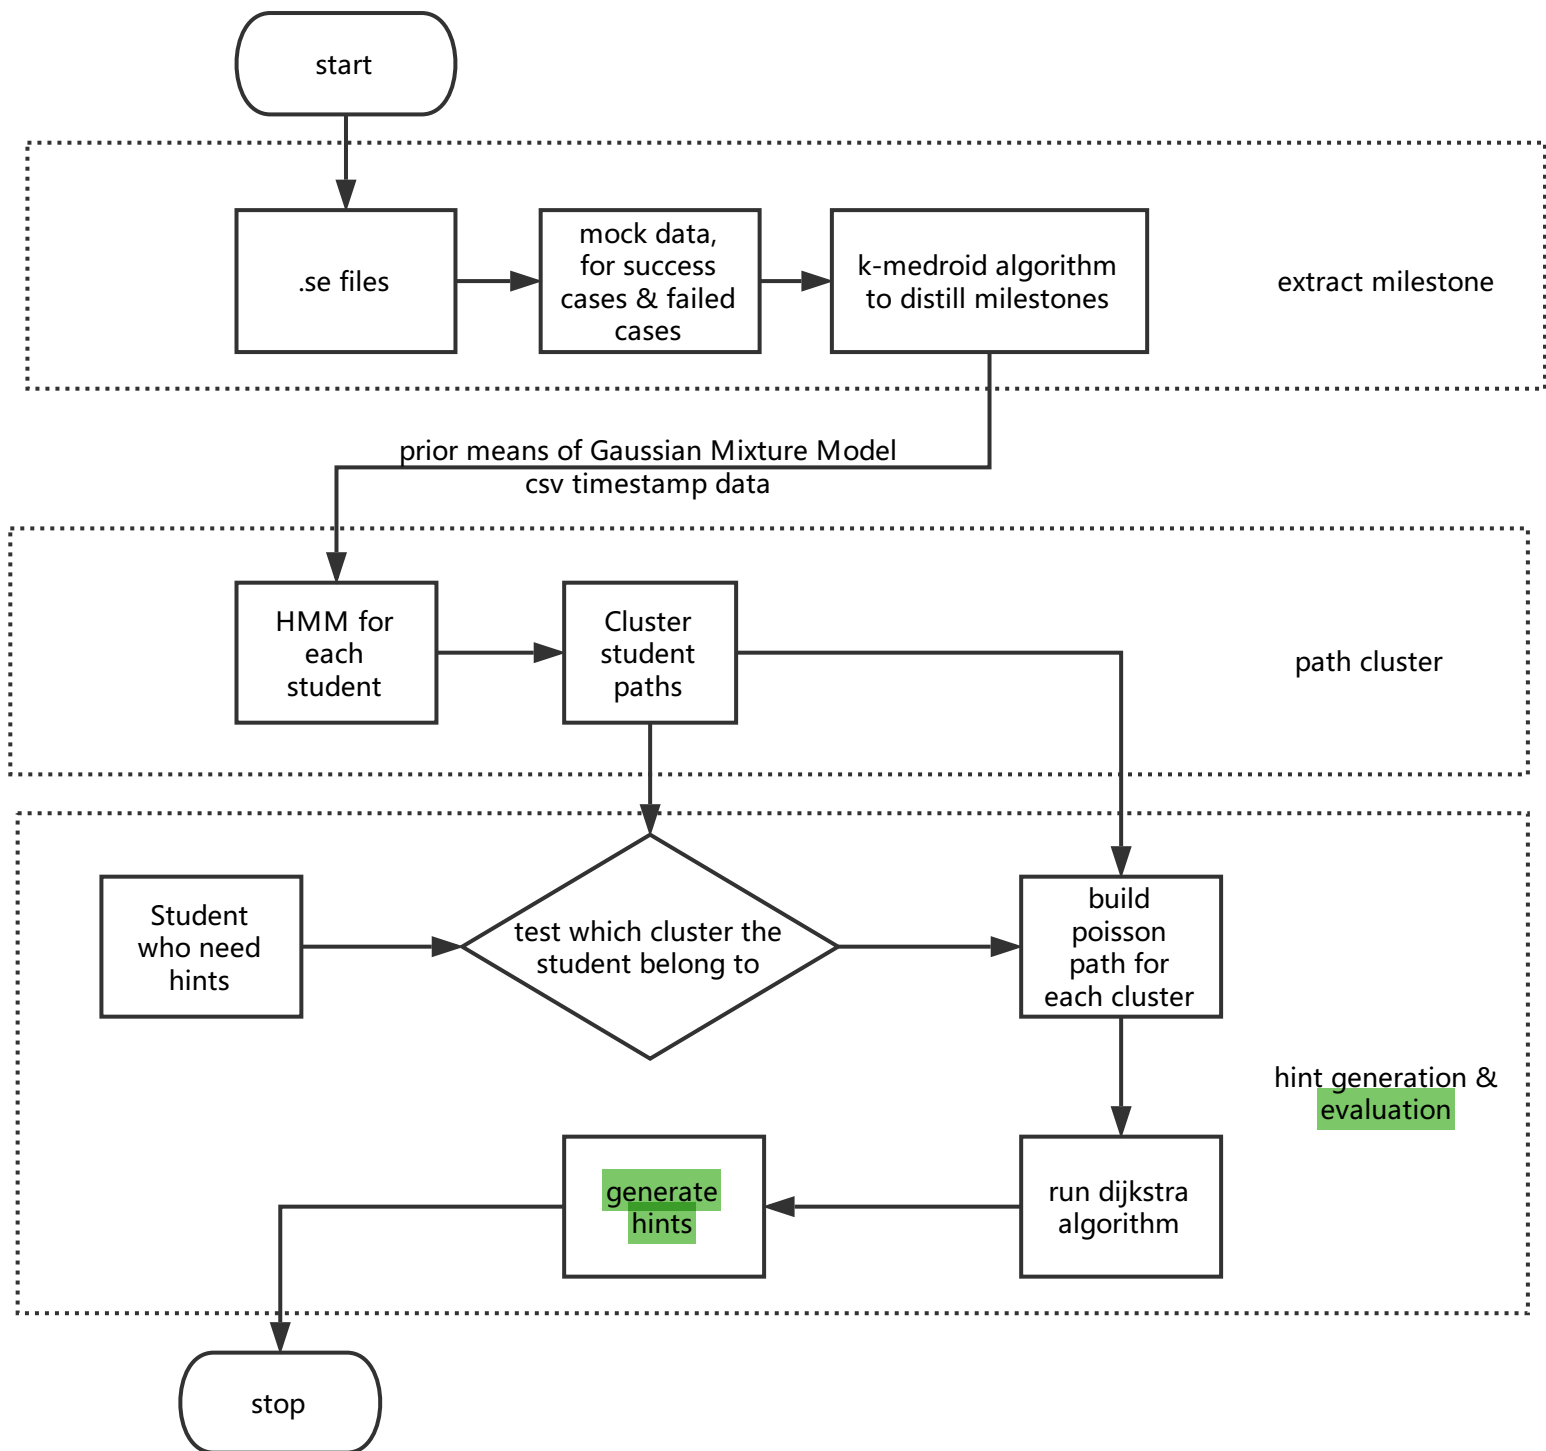 start
.se files
mock data,
for success
cases & failed
cases
k-medroid algorithm
to distill milestones
extract milestone
prior means of Gaussian Mixture Model
csv timestamp data
HMM for
each
student
Cluster
student
paths
path cluster
Student
who need
hints
test which cluster the
student belong to
build
poisson
path for
each cluster
hint generation &
evaluation
generate
hints
run dijkstra
algorithm
stop